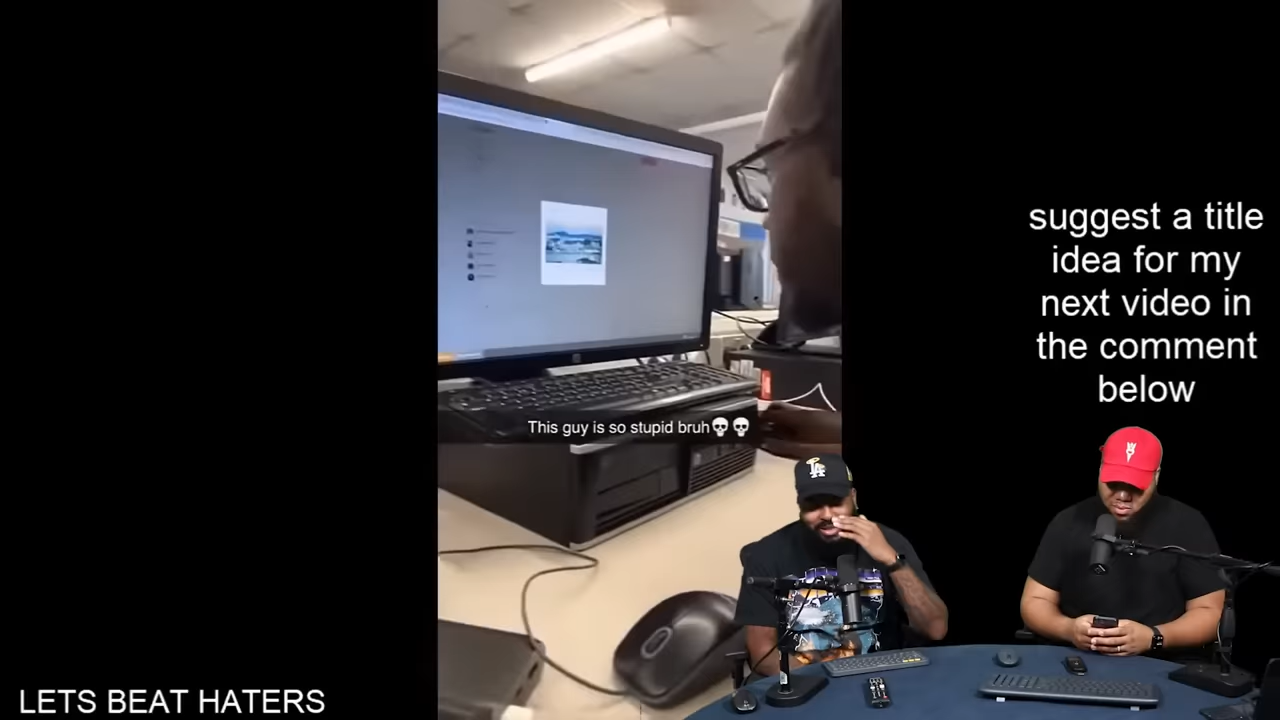 suggest a title
idea for my
next video in
the comment
below
This guy is so stupid bruh💀💀
LA
LETS BEAT HATERS